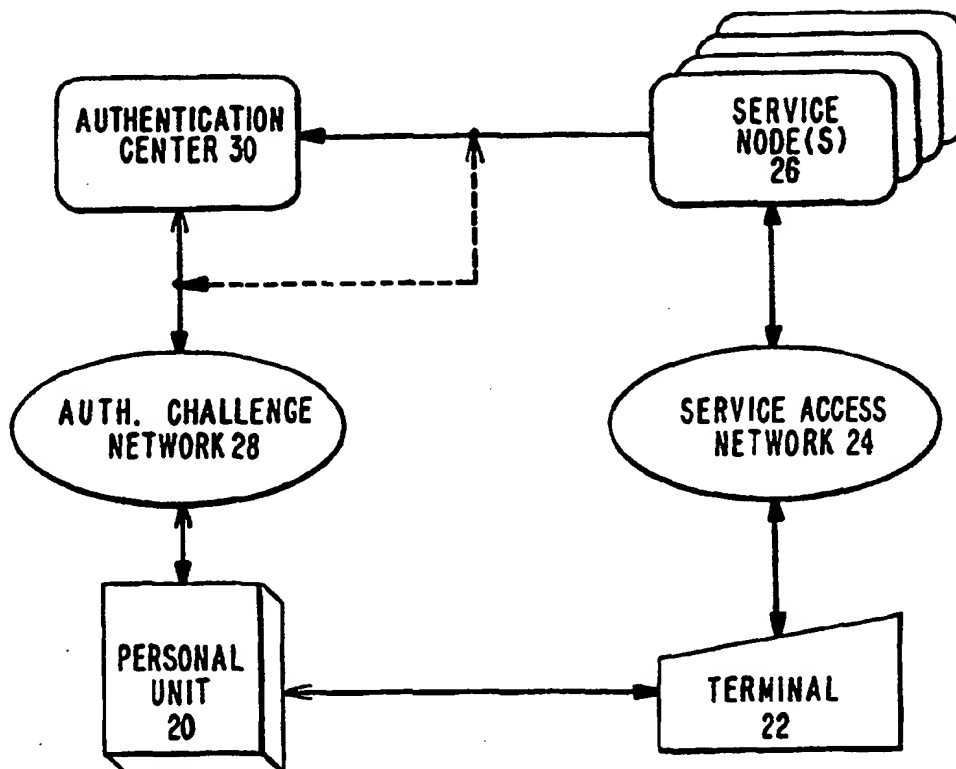 AUTHENTICATION
CENTER 30
SERVICE
NODE(S)
26
AUTH. CHALLENGE
NETWORK 28
SERVICE ACCESS
NETWORK 24
PERSONAL
UNIT
20
TERMINAL
22